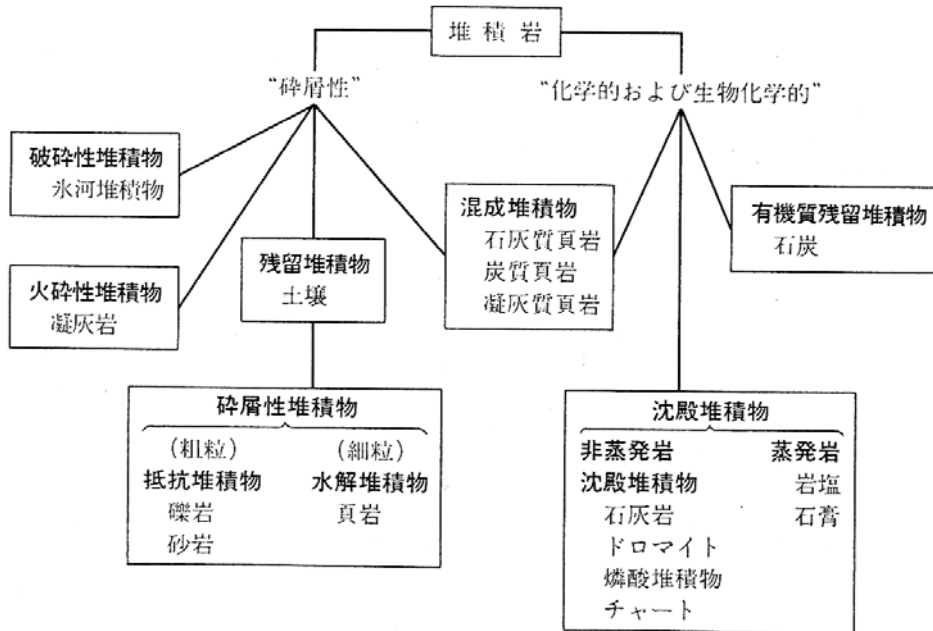 堆積岩
"砕屑性"
"化学的および生物化学的"
破砕性堆積物
氷河堆積物
火砕性堆積物
凝灰岩
残留堆積物
土壌
混成堆積物
石灰質頁岩
炭質頁岩
凝灰質頁岩
有機質残留堆積物
石炭
砕屑性堆積物
(粗粒)
抵抗堆積物
礫岩
砂岩
(細粒)
水解堆積物
頁岩
沈殿堆積物
非蒸発岩
沈殿堆積物
石灰岩
ドロマイト
燐酸堆積物
チャート
蒸発岩
岩塩
石膏